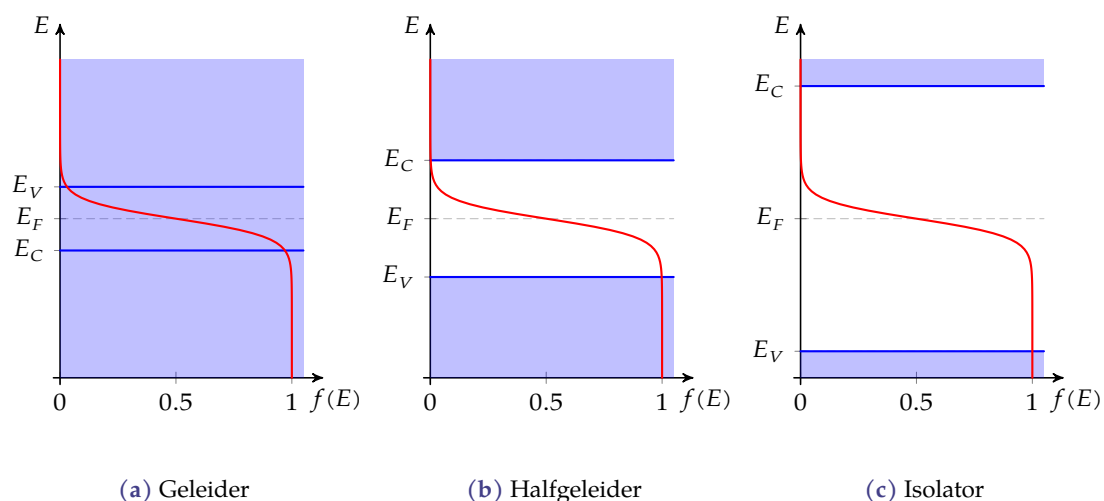 E
E_V
E_F
E_C
0
0.5
1
f(E)
(a) Geleider
E
E_C
E_F
E_V
0
0.5
1
f(E)
(b) Halfgeleider
E
E_C
E_F
E_V
0
0.5
1
f(E)
(c) Isolator